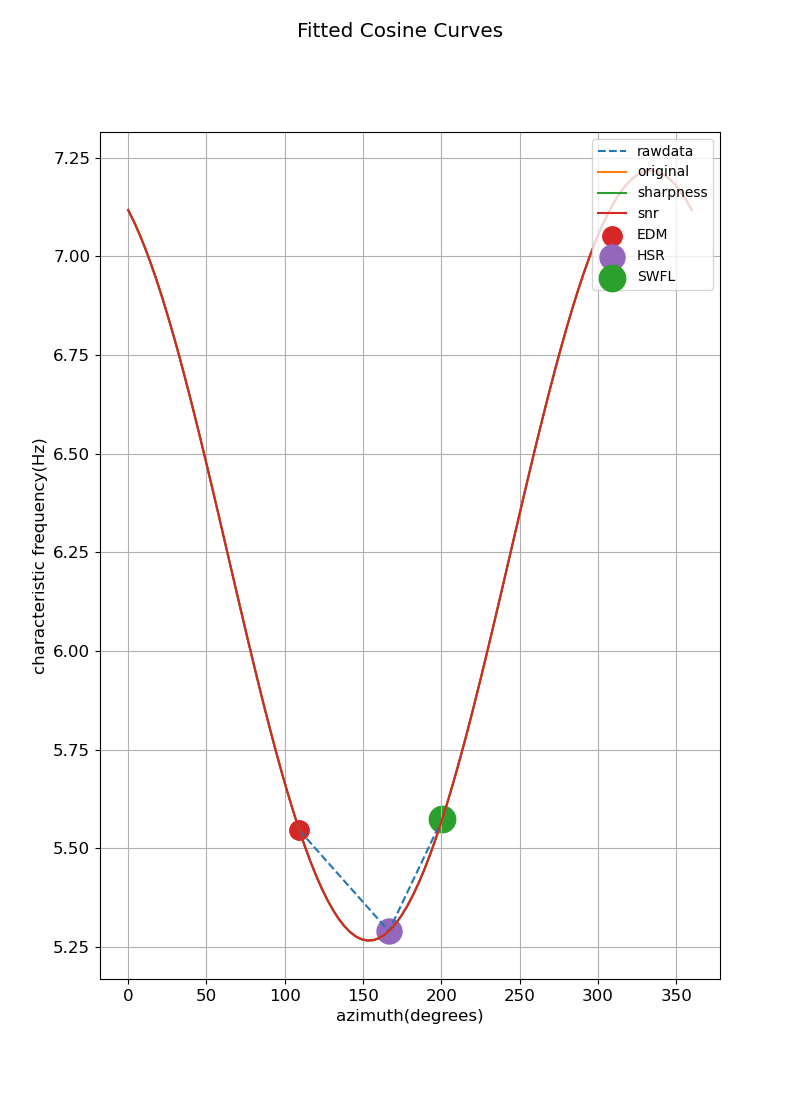 Fitted Cosine Curves
7.25
7.00
6.75
6.50
6.25
6.00
5.75
5.50
5.25
characteristic frequency(Hz)
rawdata
original
sharpness
snr
EDM
HSR
SWFL
0 50 100 150 200 250 300 350
azimuth(degrees)